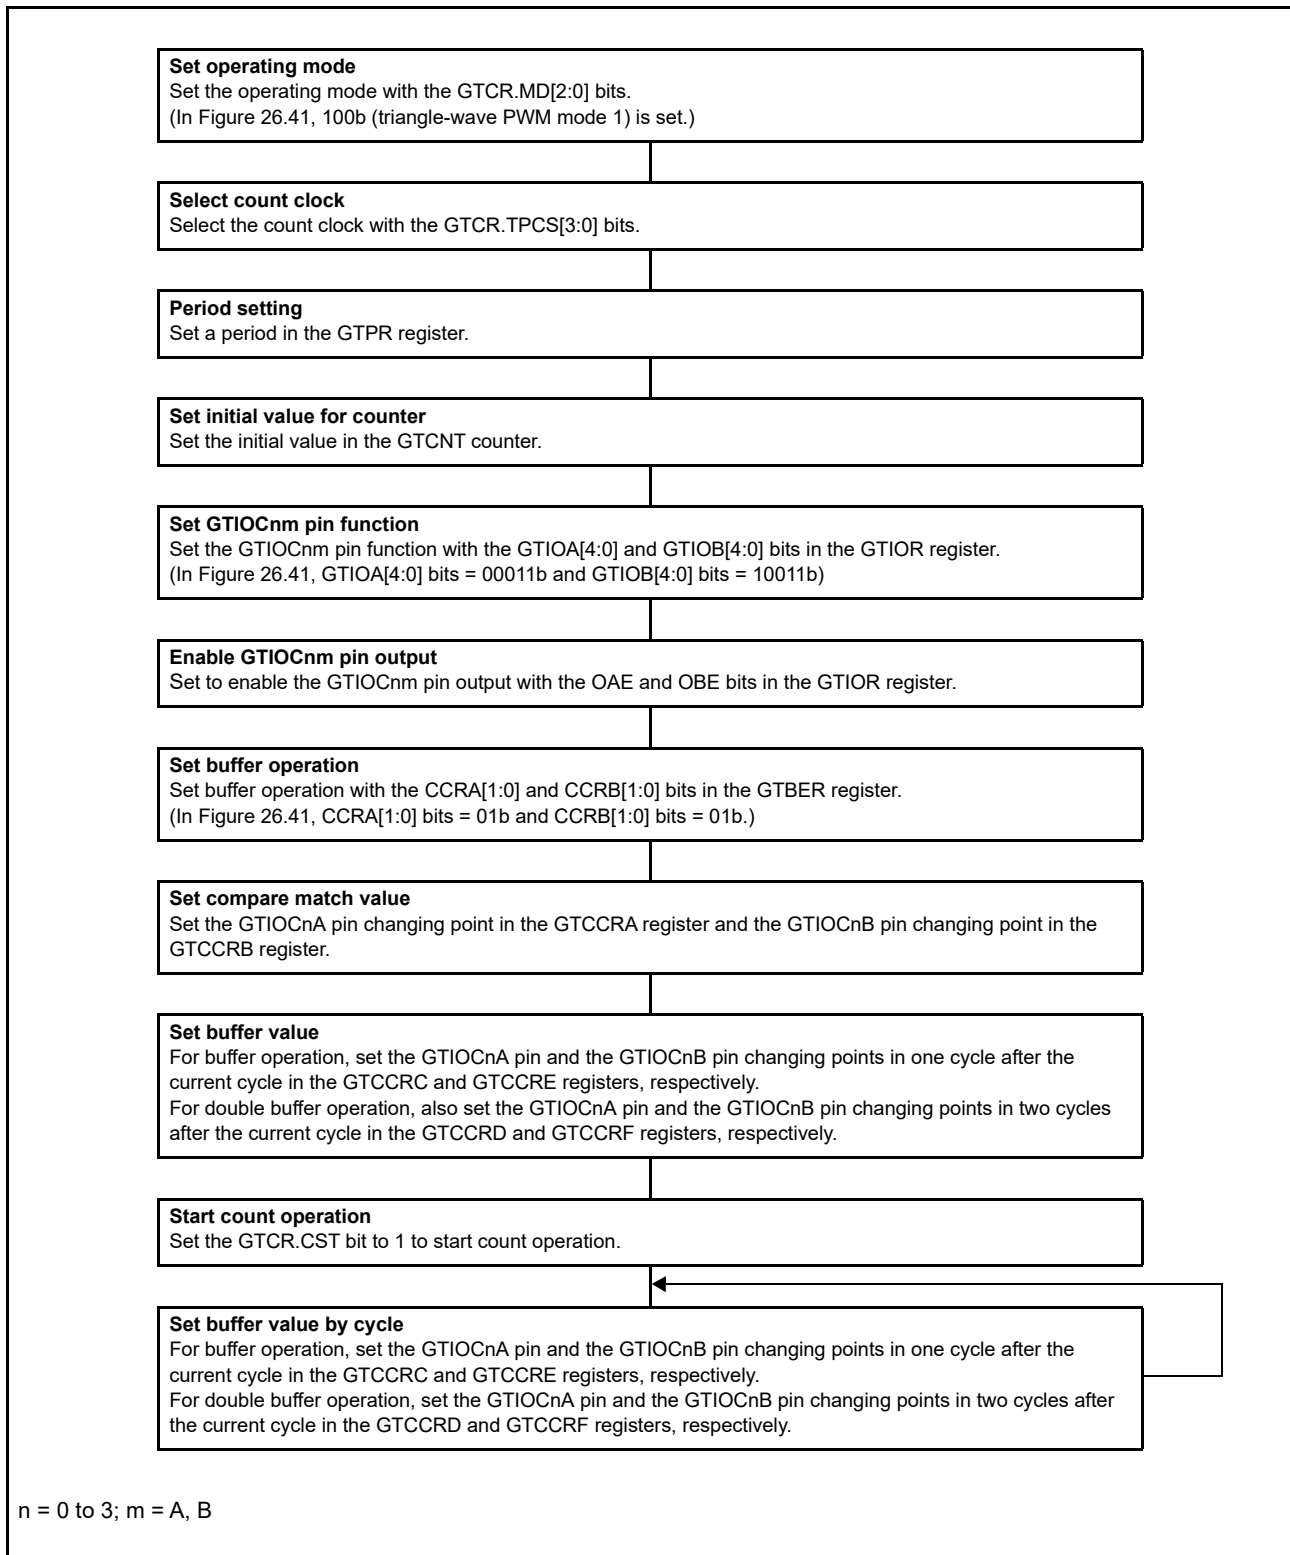 Set operating mode
Set the operating mode with the GTCR.MD[2:0] bits.
(In Figure 26.41, 100b (triangle-wave PWM mode 1) is set.)
Select count clock
Select the count clock with the GTCR.TPCS[3:0] bits.
Period setting
Set a period in the GTPR register.
Set initial value for counter
Set the initial value in the GTCNT counter.
Set GTIOCnm pin function
Set the GTIOCnm pin function with the GTIOA[4:0] and GTIOB[4:0] bits in the GTIOR register.
(In Figure 26.41, GTIOA[4:0] bits = 00011b and GTIOB[4:0] bits = 10011b)
Enable GTIOCnm pin output
Set to enable the GTIOCnm pin output with the OAE and OBE bits in the GTIOR register.
Set buffer operation
Set buffer operation with the CCRA[1:0] and CCRB[1:0] bits in the GTBER register.
(In Figure 26.41, CCRA[1:0] bits = 01b and CCRB[1:0] bits = 01b.)
Set compare match value
Set the GTIOCnA pin changing point in the GTCCRA register and the GTIOCnB pin changing point in the
GTCCRB register.
Set buffer value
For buffer operation, set the GTIOCnA pin and the GTIOCnB pin changing points in one cycle after the
current cycle in the GTCCRC and GTCCRE registers, respectively.
For double buffer operation, also set the GTIOCnA pin and the GTIOCnB pin changing points in two cycles
after the current cycle in the GTCCRD and GTCCRF registers, respectively.
Start count operation
Set the GTCR.CST bit to 1 to start count operation.
Set buffer value by cycle
For buffer operation, set the GTIOCnA pin and the GTIOCnB pin changing points in one cycle after the
current cycle in the GTCCRC and GTCCRE registers, respectively.
For double buffer operation, set the GTIOCnA pin and the GTIOCnB pin changing points in two cycles after
the current cycle in the GTCCRD and GTCCRF registers, respectively.
n = 0 to 3; m = A, B